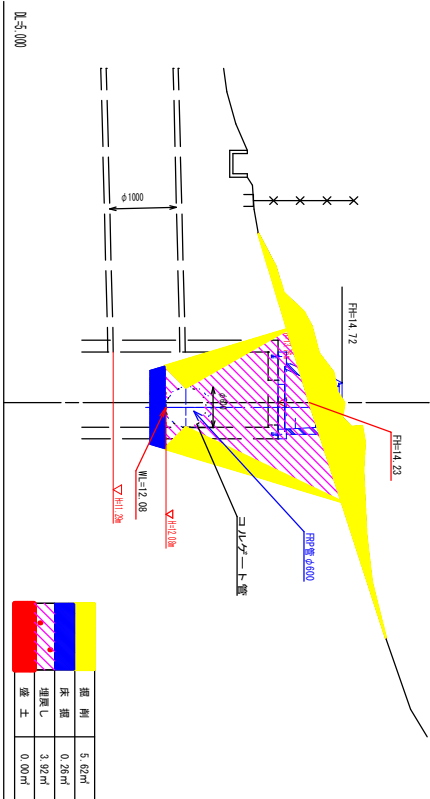 DL=5.000
φ1000
FH=14.72
FH=14.23
WL=12.08
▽ H=12.08m
コルゲート管
FRP管 φ600
掘 削 5.62㎡
床 掘 0.26㎡
埋戻し 3.92㎡
盛 土 0.00㎡